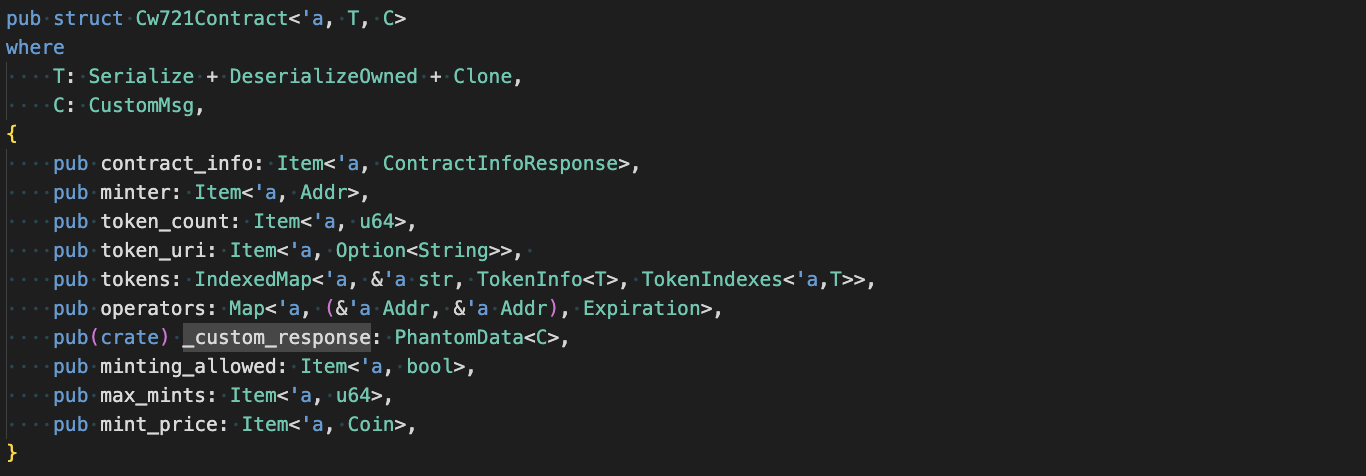 pub struct Cw721Contract<'a, T, C>
where
    T: Serialize + DeserializeOwned + Clone,
    C: CustomMsg,
{
    pub contract_info: Item<'a, ContractInfoResponse>,
    pub minter: Item<'a, Addr>,
    pub token_count: Item<'a, u64>,
    pub token_uri: Item<'a, Option<String>>,
    pub tokens: IndexedMap<'a, &'a str, TokenInfo<T>, TokenIndexes<'a,T>>,
    pub operators: Map<'a, (&'a Addr, &'a Addr), Expiration>,
    pub(crate) _custom_response: PhantomData<C>,
    pub minting_allowed: Item<'a, bool>,
    pub max_mints: Item<'a, u64>,
    pub mint_price: Item<'a, Coin>,
}